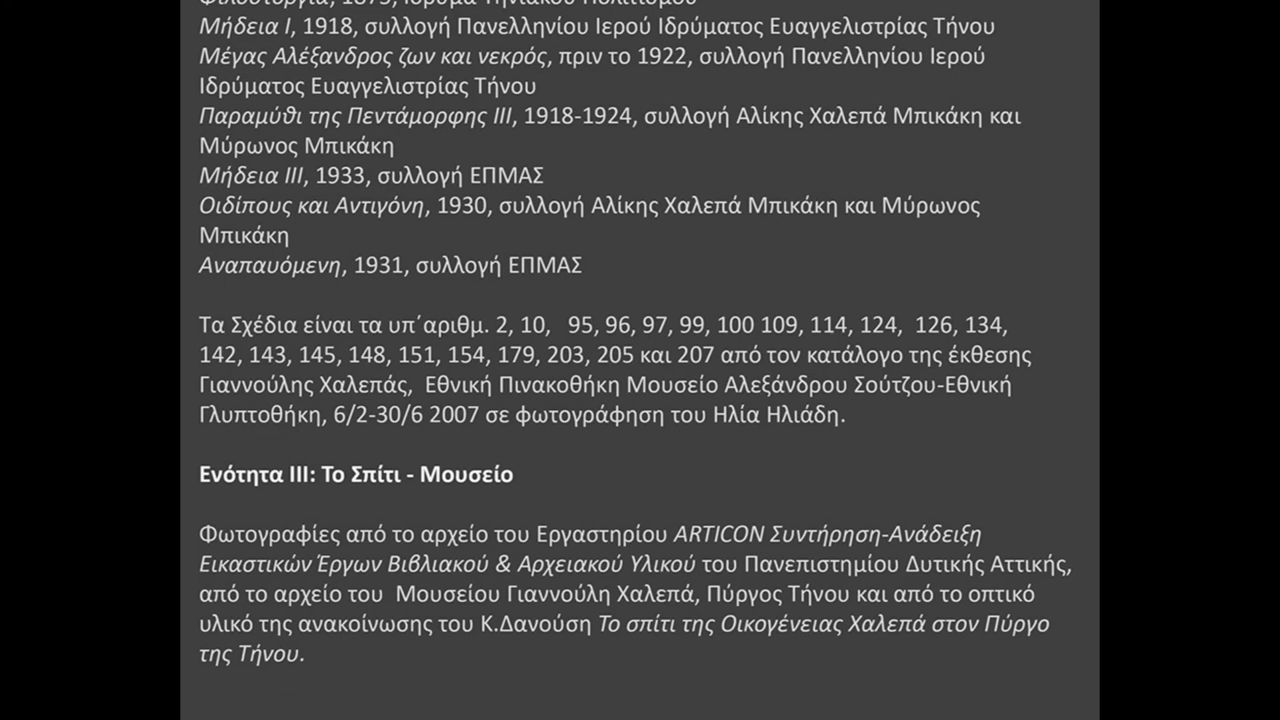 Φιλοστοργία, 1875, Ίδρυμα Τηνιακού Πολιτισμού
Μήδεια Ι, 1918, συλλογή Πανελληνίου Ιερού Ιδρύματος Ευαγγελιστρίας Τήνου
Μέγας Αλέξανδρος ζων και νεκρός, πριν το 1922, συλλογή Πανελληνίου Ιερού
Ιδρύματος Ευαγγελιστρίας Τήνου
Παραμύθι της Πεντάμορφης ΙΙΙ, 1918-1924, συλλογή Αλίκης Χαλεπά Μπικάκη και
Μύρωνος Μπικάκη
Μήδεια ΙΙΙ, 1933, συλλογή ΕΠΜΑΣ
Οιδίπους και Αντιγόνη, 1930, συλλογή Αλίκης Χαλεπά Μπικάκη και Μύρωνος
Μπικάκη
Αναπαυόμενη, 1931, συλλογή ΕΠΜΑΣ
Τα Σχέδια είναι τα υπ΄αριθμ. 2, 10, 95, 96, 97, 99, 100 109, 114, 124, 126, 134,
142, 143, 145, 148, 151, 154, 179, 203, 205 και 207 από τον κατάλογο της έκθεσης
Γιαννούλης Χαλεπάς, Εθνική Πινακοθήκη Μουσείο Αλεξάνδρου Σούτζου-Εθνική
Γλυπτοθήκη, 6/2-30/6 2007 σε φωτογράφηση του Ηλία Ηλιάδη.
Ενότητα ΙΙΙ: Το Σπίτι - Μουσείο
Φωτογραφίες από το αρχείο του Εργαστηρίου ARTICON Συντήρηση-Ανάδειξη
Εικαστικών Έργων Βιβλιακού & Αρχειακού Υλικού του Πανεπιστημίου Δυτικής Αττικής,
από το αρχείο του Μουσείου Γιαννούλη Χαλεπά, Πύργος Τήνου και από το οπτικό
υλικό της ανακοίνωσης του Κ.Δανούση Το σπίτι της Οικογένειας Χαλεπά στον Πύργο
της Τήνου.